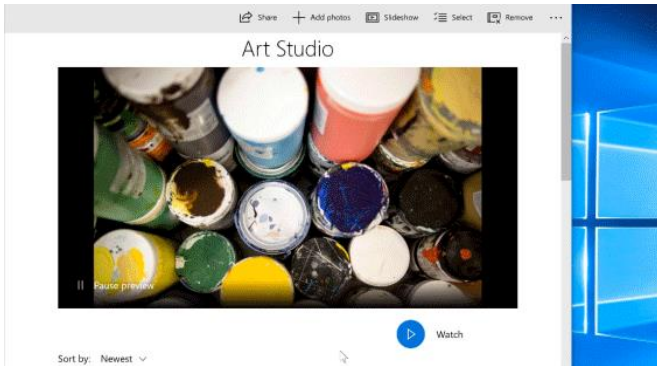 Share Add photos Slideshow Select Remove ...
Art Studio
Pause preview
Watch
Sort by: Newest